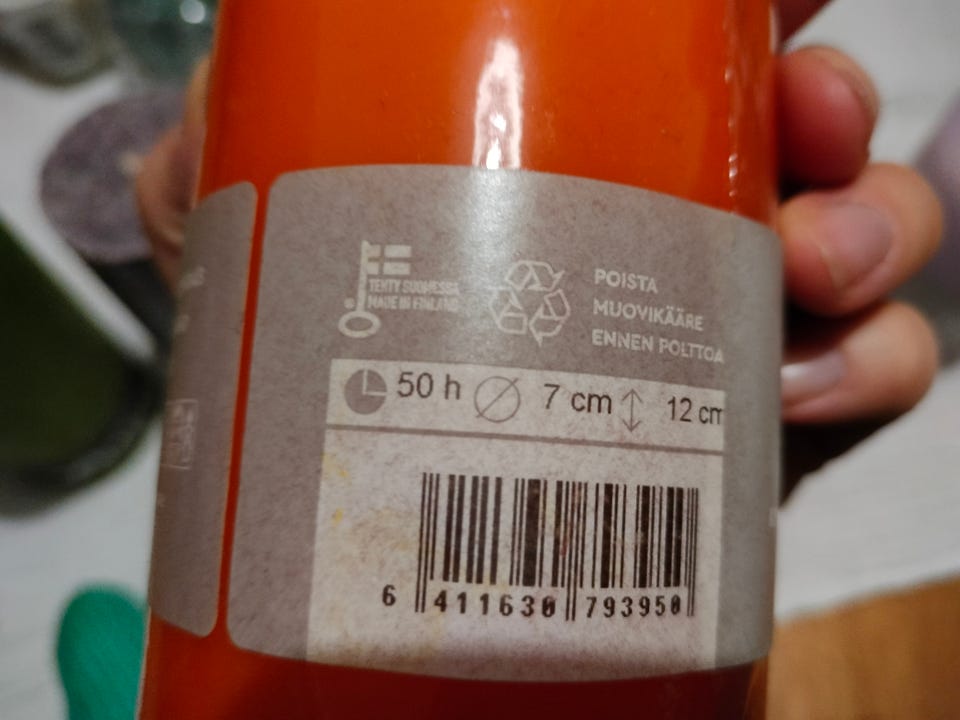 TEHTY SUOMESSA
MADE IN FINLAND
POISTA
MUOVIKÄÄRE
ENNEN POLTTOA
50 h 7 cm 12 cm
6 411630 793950